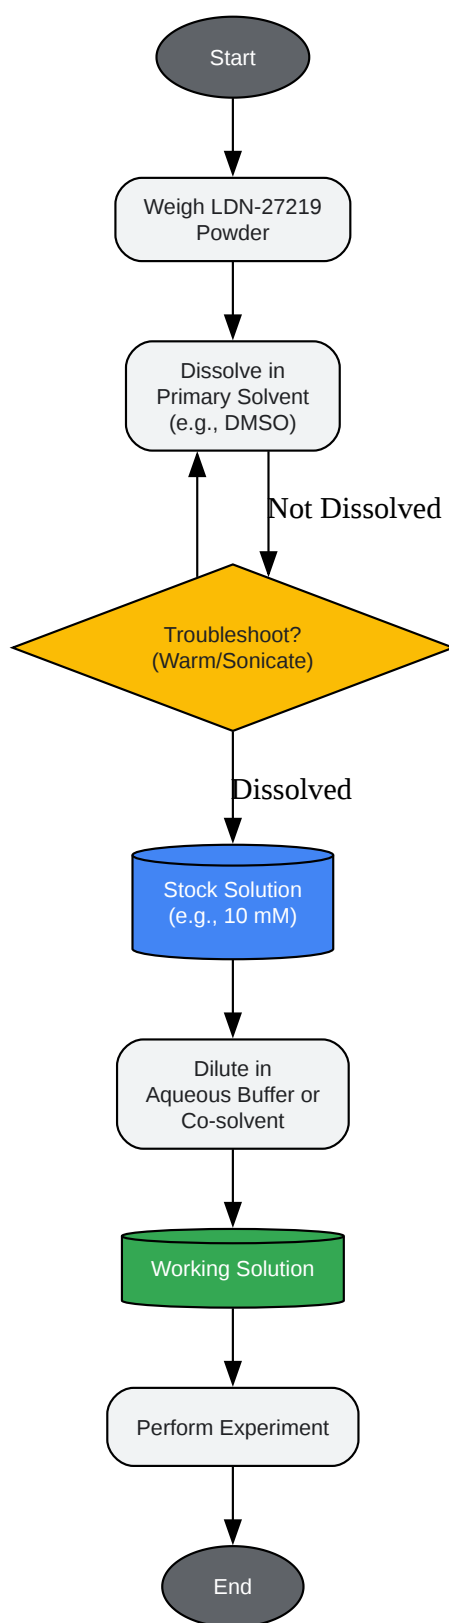 Start
Weigh LDN-27219
Powder
Dissolve in
Primary Solvent
(e.g., DMSO)
Not Dissolved
Troubleshoot?
(Warm/Sonicate)
Dissolved
Stock Solution
(e.g., 10 mM)
Dilute in
Aqueous Buffer or
Co-solvent
Working Solution
Perform Experiment
End